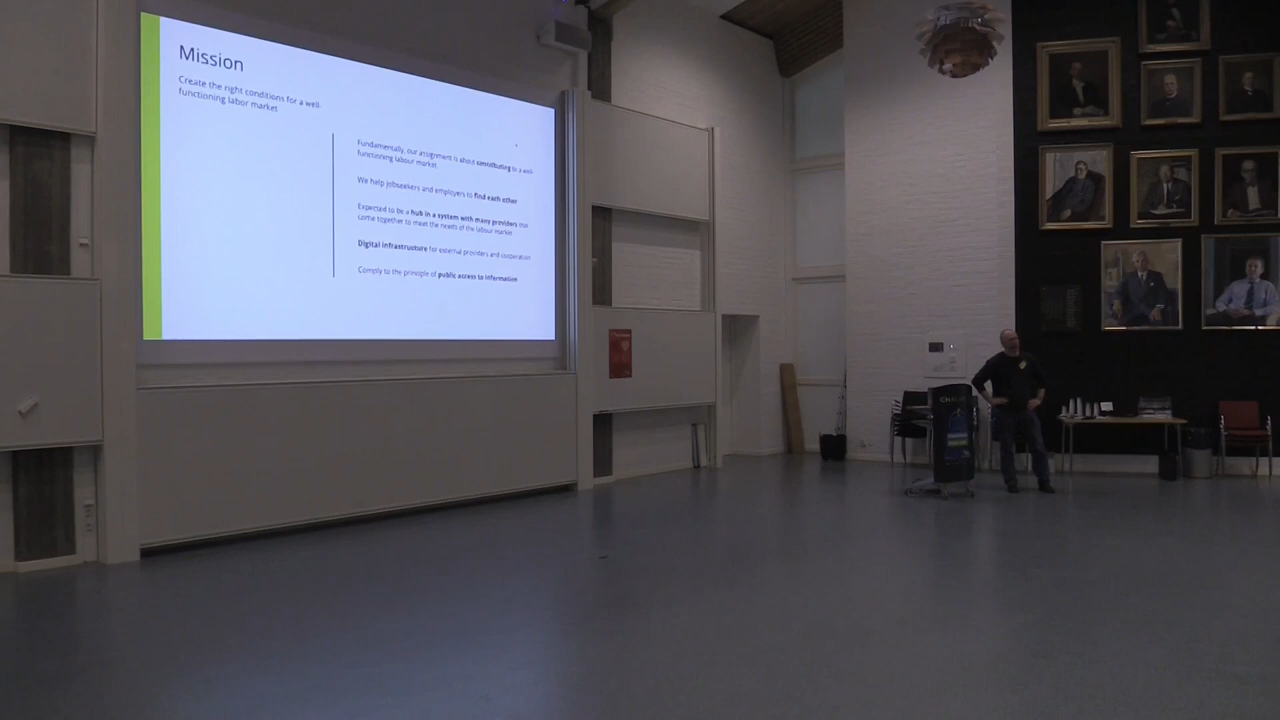 Mission
Create the right conditions for a well-
functioning labor market
Fundamentally, our assignment is about contributing to a well-
functioning labour market.
We help jobseekers and employers to find each other
Expected to be a hub in a system with many providers that
come together to meet the needs of the labour market
Digital infrastructure for external providers and cooperation
Comply to the principle of public access to information